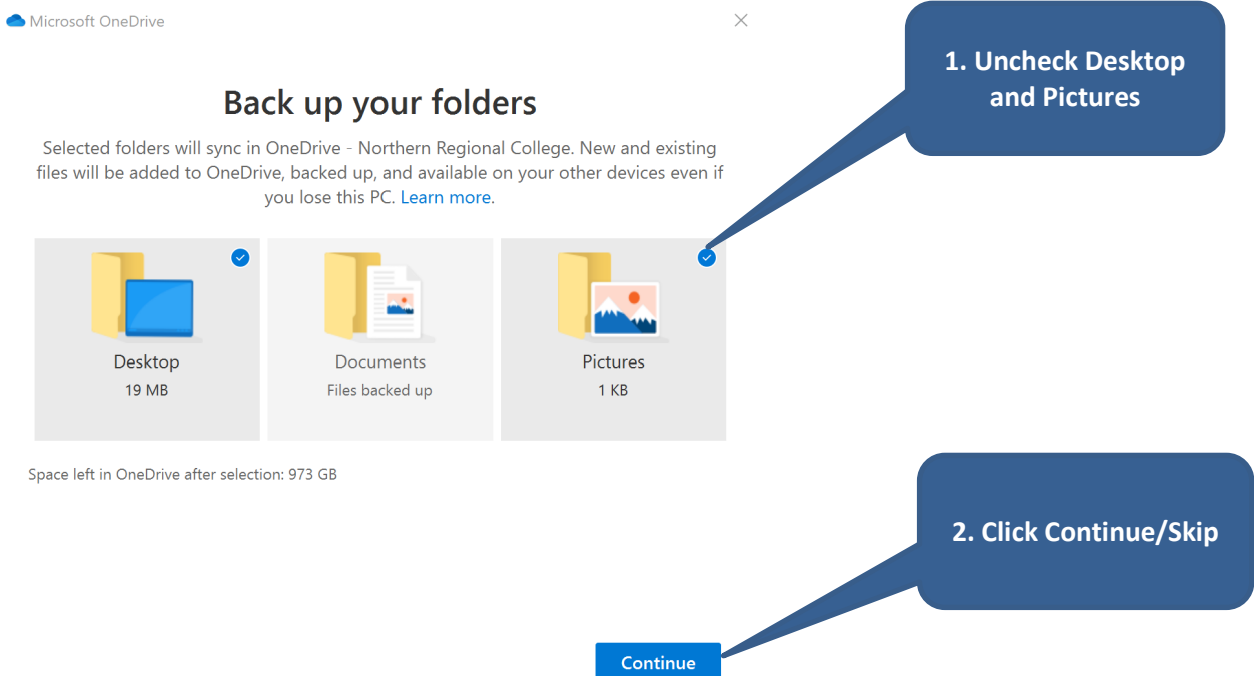 Microsoft OneDrive
1. Uncheck Desktop
and Pictures
Back up your folders
Selected folders will sync in OneDrive - Northern Regional College. New and existing
files will be added to OneDrive, backed up, and available on your other devices even if
you lose this PC. Learn more.
Desktop
19 MB
Documents
Files backed up
Pictures
1 KB
Space left in OneDrive after selection: 973 GB
2. Click Continue/Skip
Continue